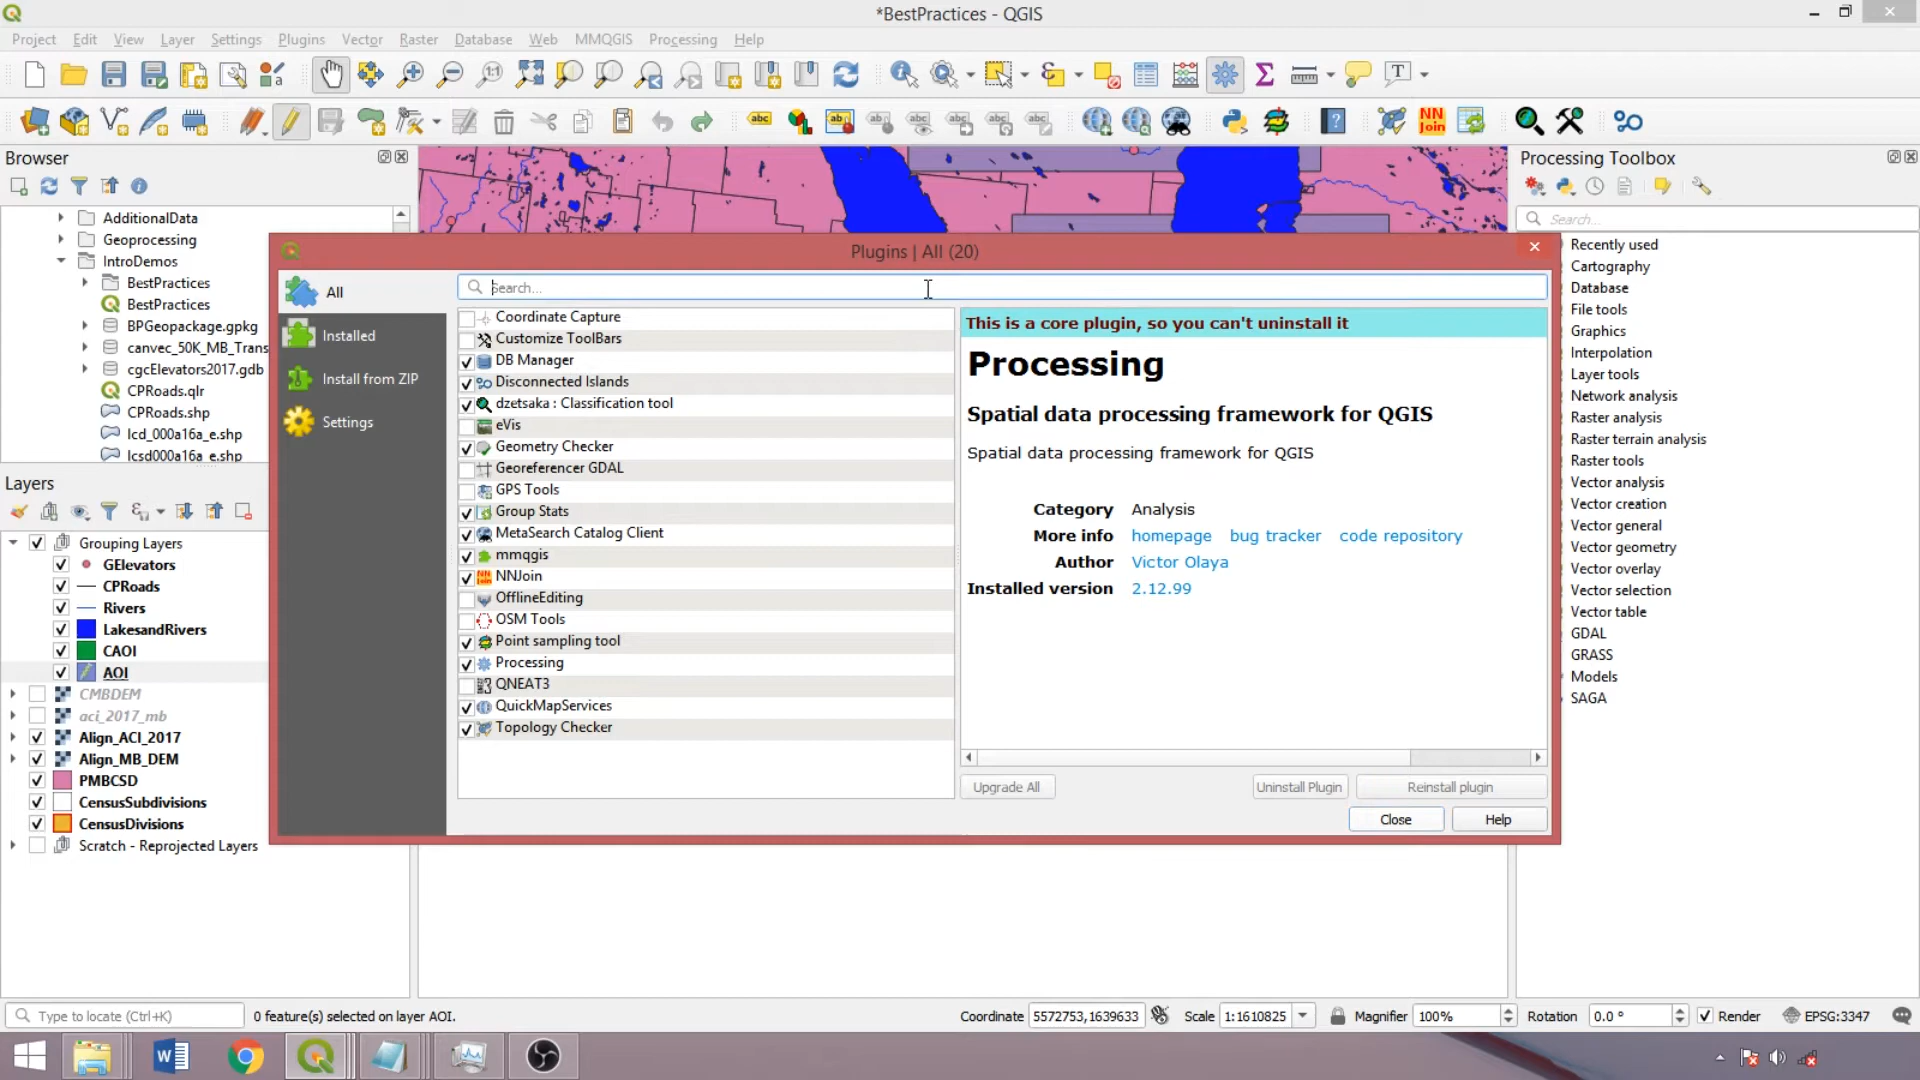 *BestPractices - QGIS
Project Edit View Layer Settings Plugins Vector Raster Database Web MMQGIS Processing Help
Browser
AdditionalData
Geoprocessing
IntroDemos
BestPractices
BestPractices
BPGeopackage.gpkg
canvec_50K_MB_Trans
cgcElevators2017.gdb
CPRoads.qlr
CPRoads.shp
lcd_000a16a_e.shp
lcsd000a16a_e.shp
Layers
Grouping Layers
GElevators
CPRoads
Rivers
LakesandRivers
CAOI
AOI
CMBDEM
aci_2017_mb
Align_ACI_2017
Align_MB_DEM
PMBCSD
CensusSubdivisions
CensusDivisions
Scratch - Reprojected Layers
Plugins | All (20)
All
Installed
Install from ZIP
Settings
Search...
Coordinate Capture
Customize ToolBars
DB Manager
Disconnected Islands
dzetsaka : Classification tool
eVis
Geometry Checker
Georeferencer GDAL
GPS Tools
Group Stats
MetaSearch Catalog Client
mmqgis
NNJoin
OfflineEditing
OSM Tools
Point sampling tool
Processing
QNEAT3
QuickMapServices
Topology Checker
This is a core plugin, so you can't uninstall it
Processing
Spatial data processing framework for QGIS
Spatial data processing framework for QGIS
Category Analysis
More info homepage bug tracker code repository
Author Victor Olaya
Installed version 2.12.99
Upgrade All Uninstall Plugin Reinstall plugin
Close Help
Processing Toolbox
Search...
Recently used
Cartography
Database
File tools
Graphics
Interpolation
Layer tools
Network analysis
Raster analysis
Raster terrain analysis
Raster tools
Vector analysis
Vector creation
Vector general
Vector geometry
Vector overlay
Vector selection
Vector table
GDAL
GRASS
Models
SAGA
Type to locate (Ctrl+K) 0 feature(s) selected on layer AOI. Coordinate 5572753,1639633 Scale 1:1610825 Magnifier 100% Rotation 0.0 ° Render EPSG:3347